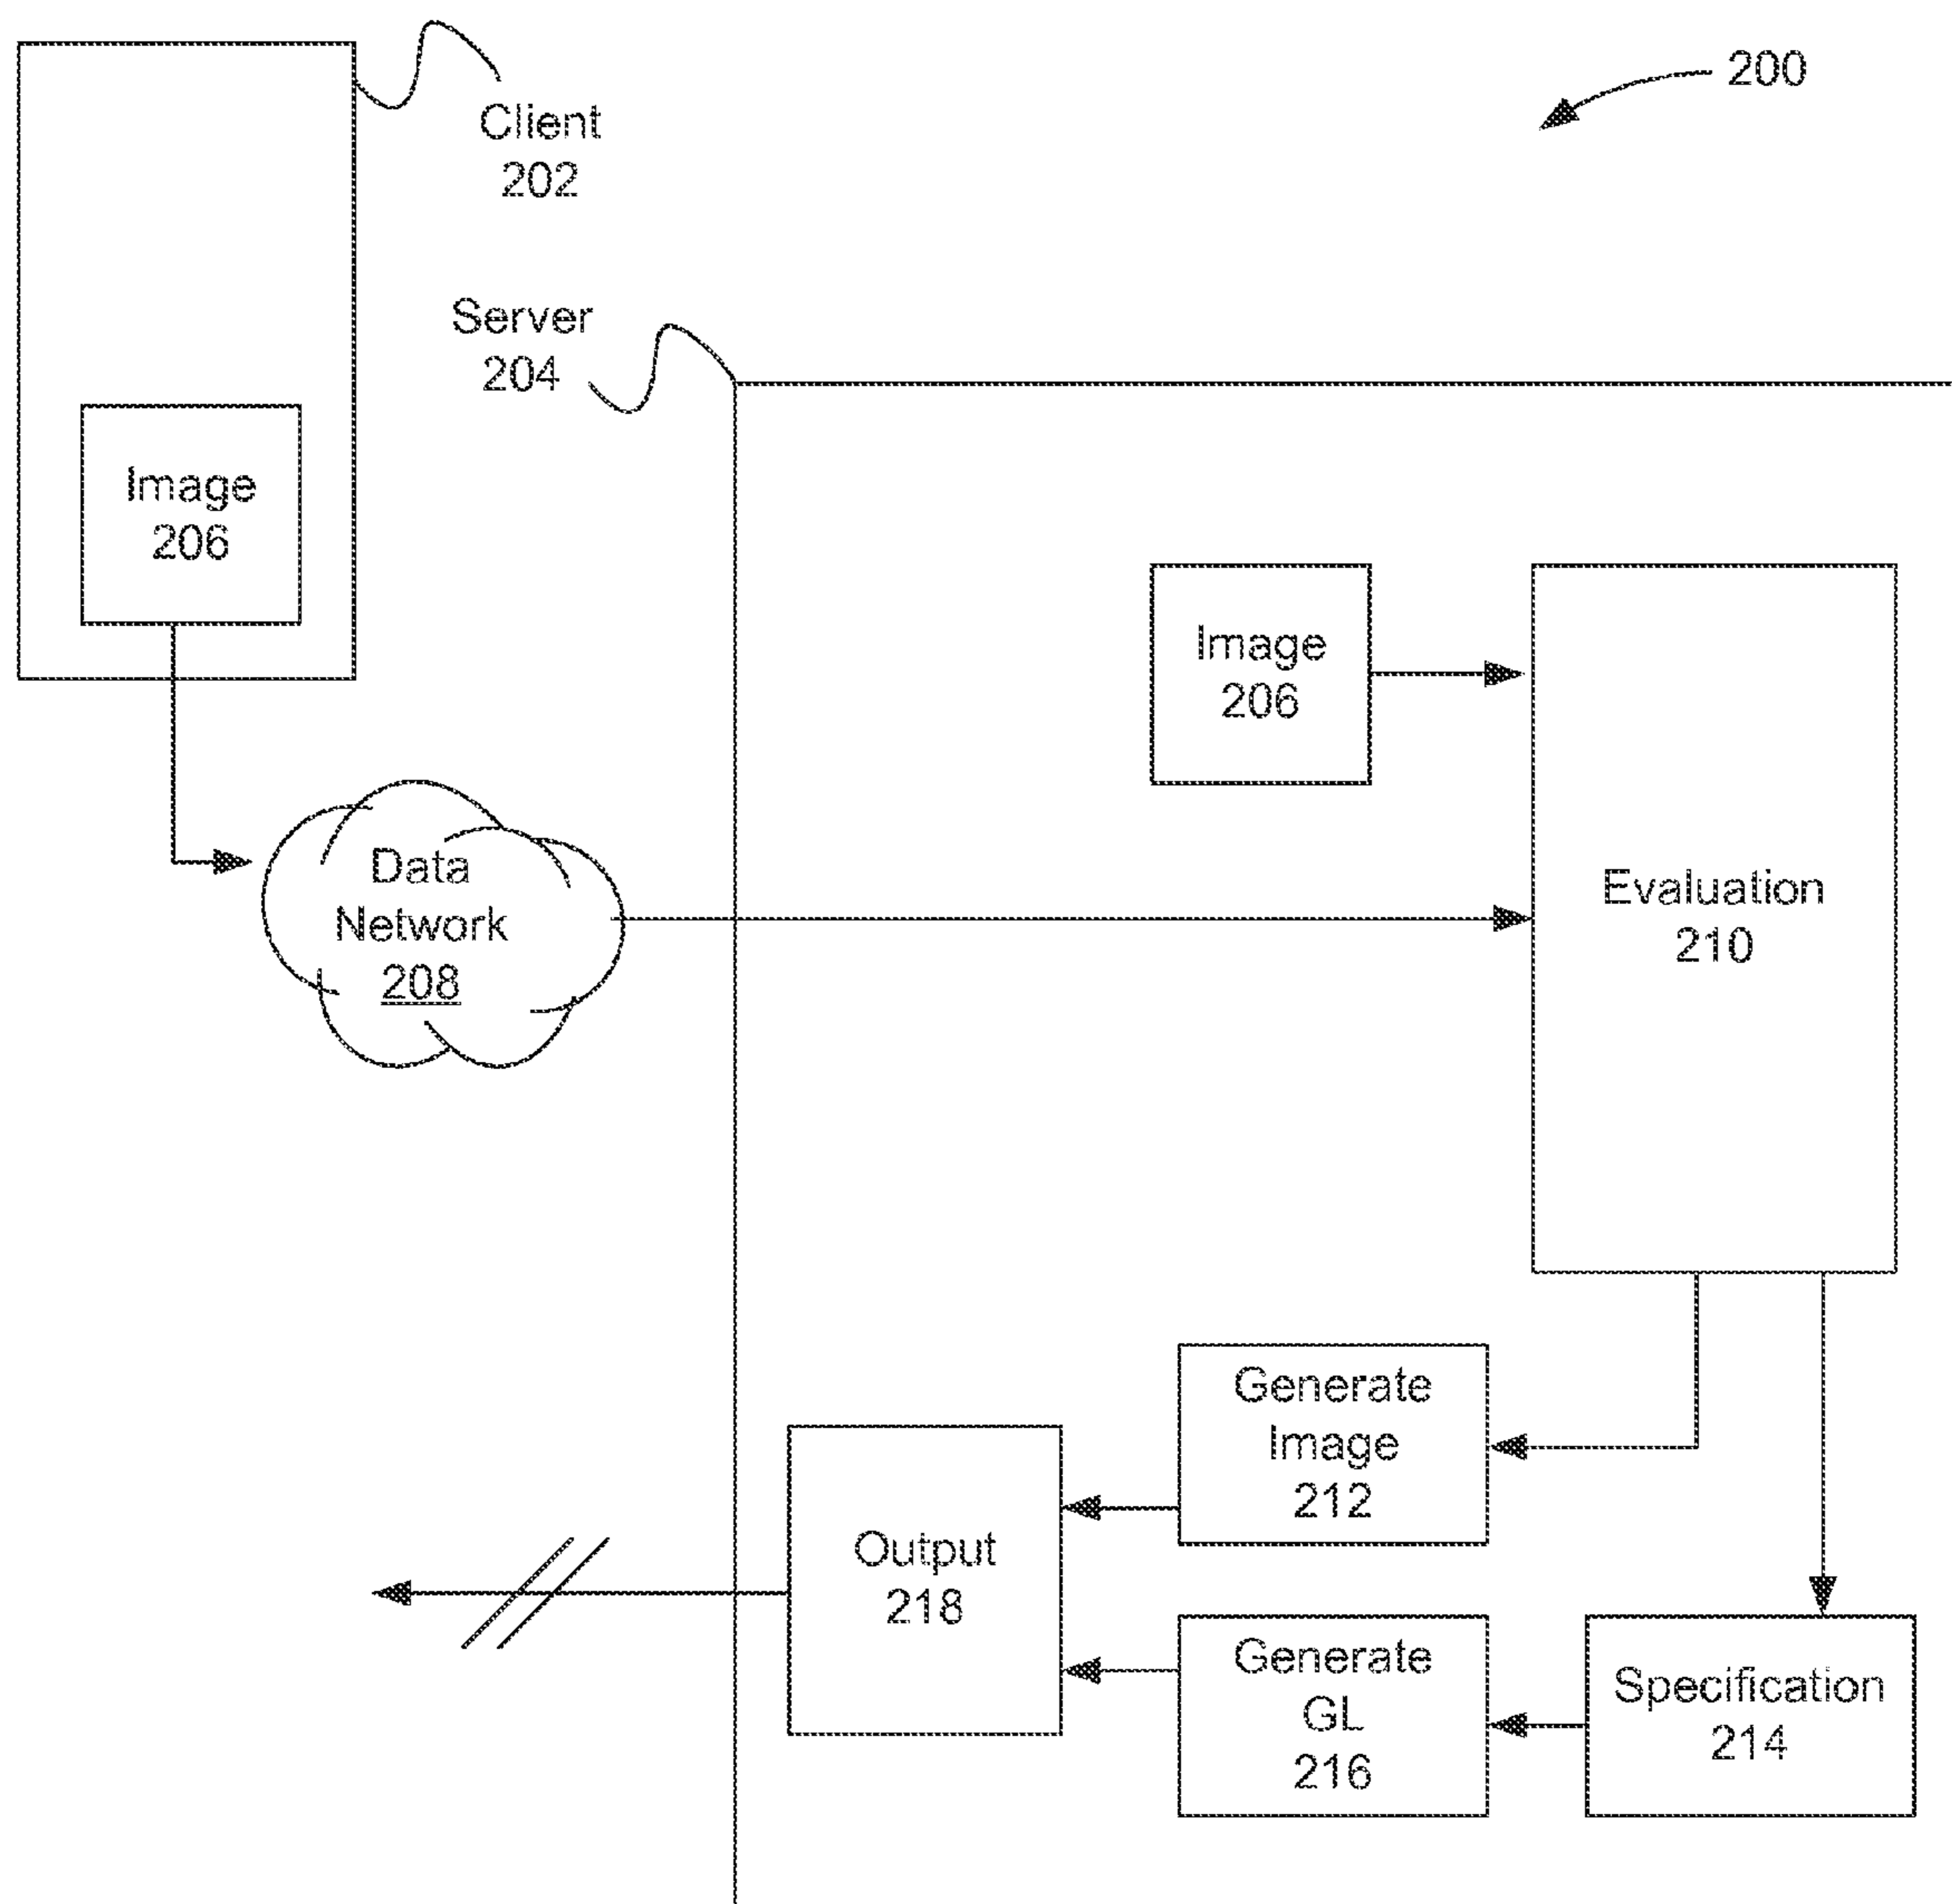 200
Client
202
Server
204
Image
206
Image
206
Data
Network
208
Evaluation
210
Generate
Image
212
Output
218
Generate
GL
216
Specification
214